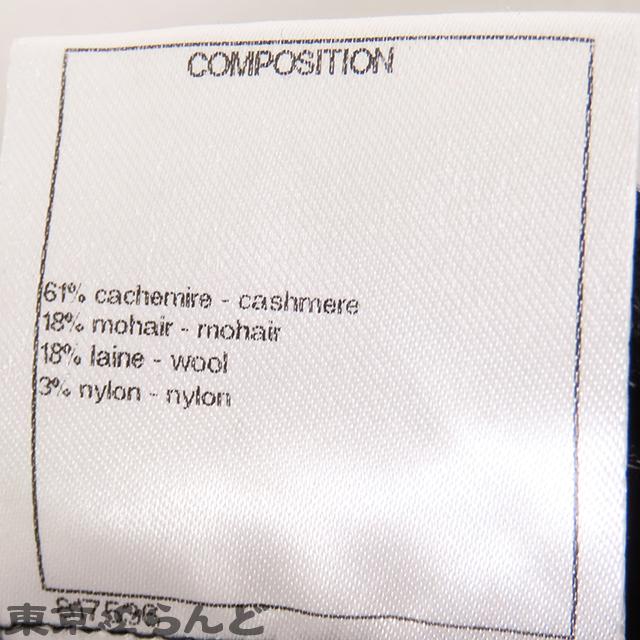 COMPOSITION
61% cachemire - cashmere
18% mohair - mohair
18% laine - wool
3% nylon - nylon
東京ぶらんど